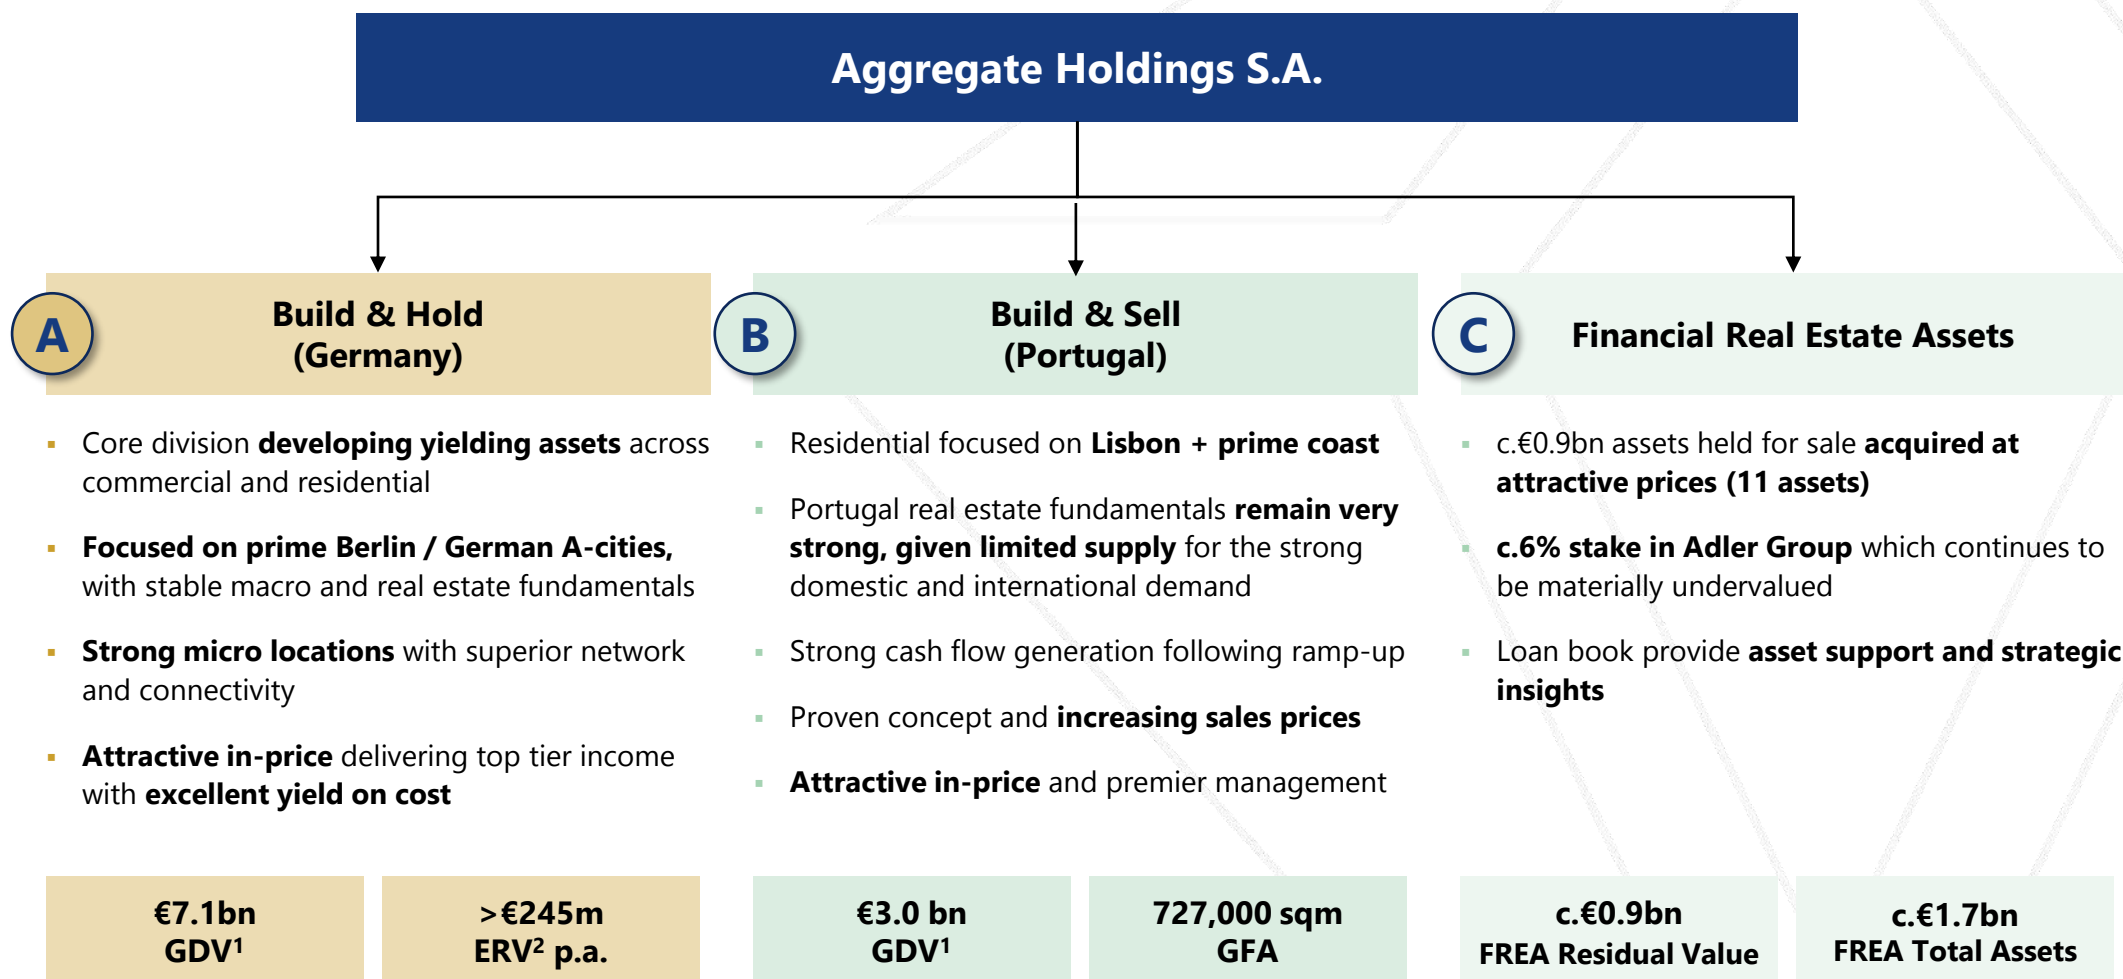 Aggregate Holdings S.A.
A
Build & Hold
(Germany)
Core division developing yielding assets across
commercial and residential
Focused on prime Berlin / German A-cities,
with stable macro and real estate fundamentals
Strong micro locations with superior network
and connectivity
Attractive in-price delivering top tier income
with excellent yield on cost
€7.1bn
GDV¹
>€245m
ERV² p.a.
B
Build & Sell
(Portugal)
Residential focused on Lisbon + prime coast
Portugal real estate fundamentals remain very
strong, given limited supply for the strong
domestic and international demand
Strong cash flow generation following ramp-up
Proven concept and increasing sales prices
Attractive in-price and premier management
€3.0 bn
GDV¹
727,000 sqm
GFA
C
Financial Real Estate Assets
c.€0.9bn assets held for sale acquired at
attractive prices (11 assets)
c.6% stake in Adler Group which continues to
be materially undervalued
Loan book provide asset support and strategic
insights
c.€0.9bn
FREA Residual Value
c.€1.7bn
FREA Total Assets